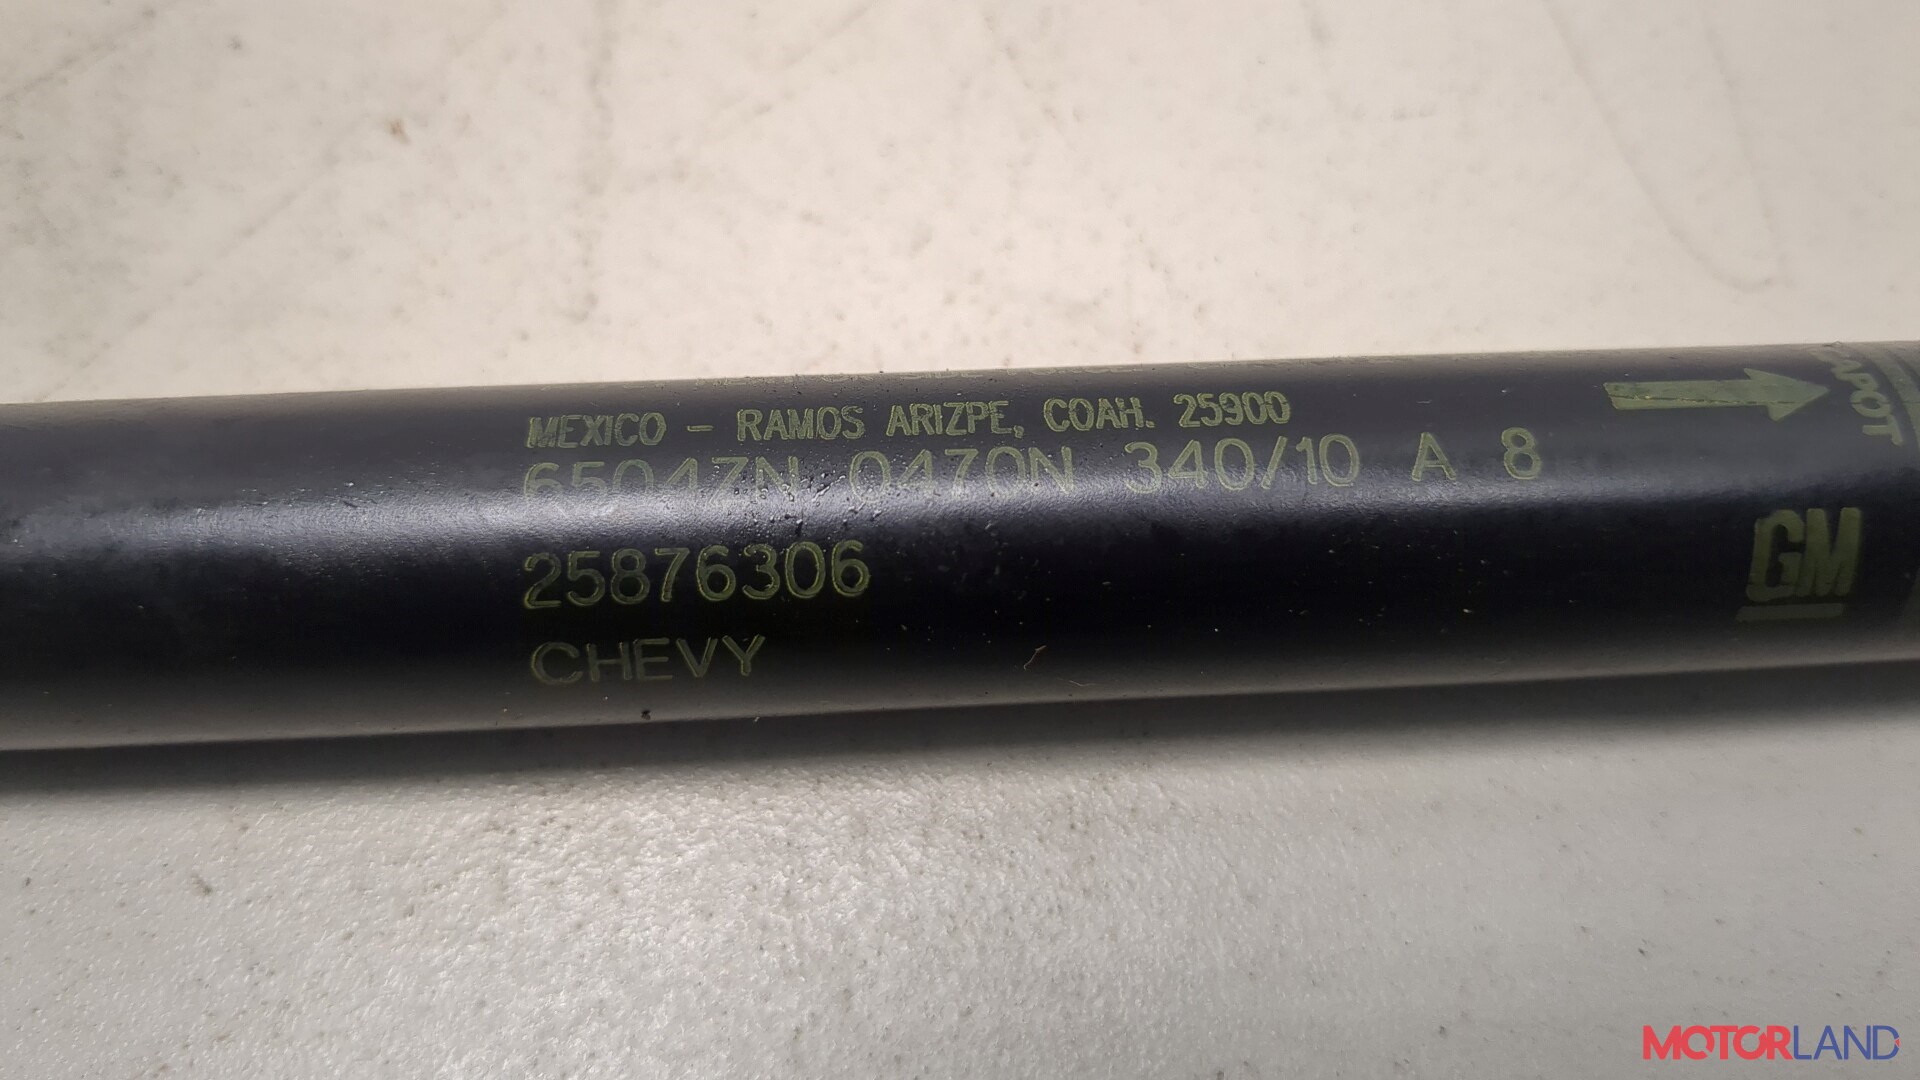 MEXICO - RAMOS ARIZPE, COAH. 25900
6504ZN 0470N 340/10 A 8
25876306
CHEVY
GM
MOTORLAND